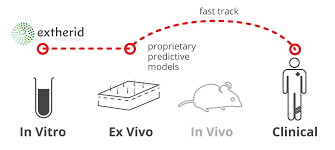 fast track
extherid
proprietary
predictive
models
In Vitro
Ex Vivo
In Vivo
Clinical